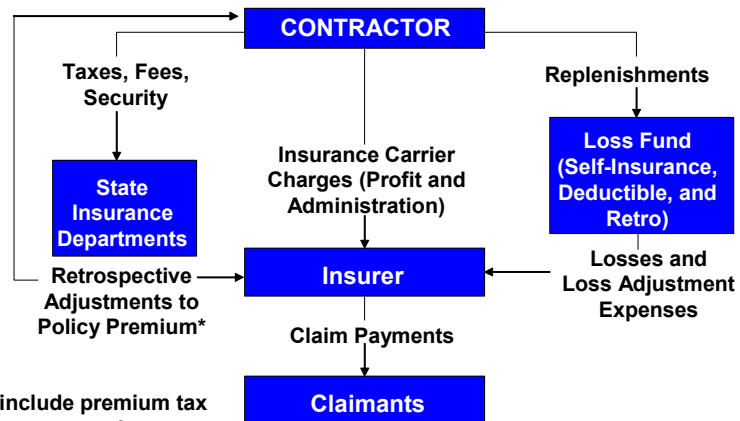 CONTRACTOR
Taxes, Fees,
Security
Replenishments
Insurance Carrier
Charges (Profit and
Administration)
Loss Fund
(Self-Insurance,
Deductible, and
Retro)
State
Insurance
Departments
Retrospective
Adjustments to
Policy Premium*
Insurer
Losses and
Loss Adjustment
Expenses
Claim Payments
include premium tax
Claimants